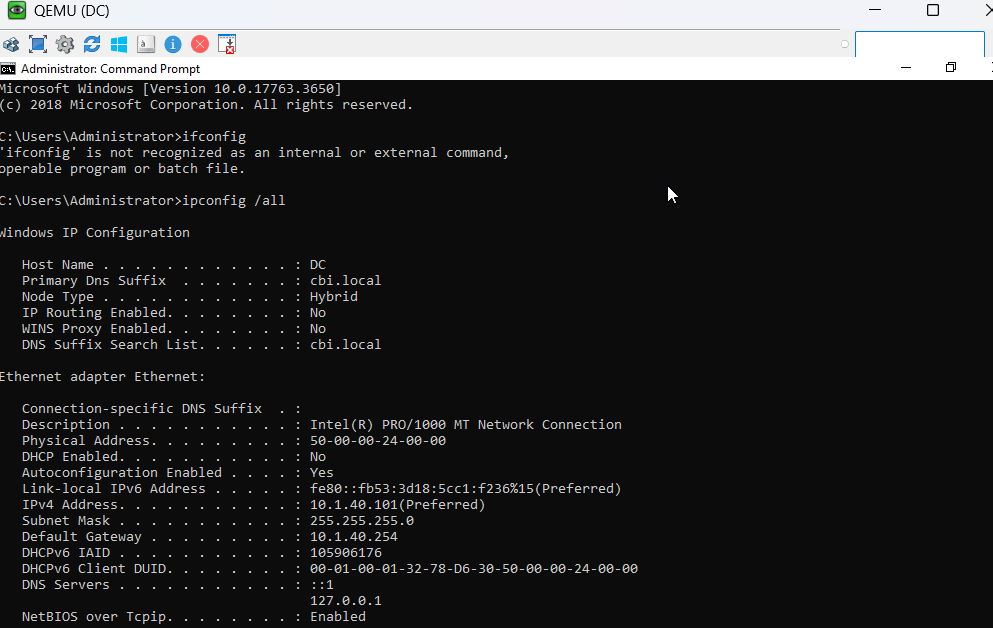 QEMU (DC)
Administrator: Command Prompt
Microsoft Windows [Version 10.0.17763.3650]
(c) 2018 Microsoft Corporation. All rights reserved.
C:\Users\Administrator>ifconfig
'ifconfig' is not recognized as an internal or external command,
operable program or batch file.
C:\Users\Administrator>ipconfig /all
Windows IP Configuration
Host Name . . . . . . . . . . . . : DC
Primary Dns Suffix  . . . . . . . : cbi.local
Node Type . . . . . . . . . . . . : Hybrid
IP Routing Enabled. . . . . . . . : No
WINS Proxy Enabled. . . . . . . . : No
DNS Suffix Search List. . . . . . : cbi.local
Ethernet adapter Ethernet:
Connection-specific DNS Suffix  . :
Description . . . . . . . . . . . : Intel(R) PRO/1000 MT Network Connection
Physical Address. . . . . . . . . : 50-00-00-24-00-00
DHCP Enabled. . . . . . . . . . . : No
Autoconfiguration Enabled . . . . : Yes
Link-local IPv6 Address . . . . . : fe80::fb53:3d18:5cc1:f236%15(Preferred)
IPv4 Address. . . . . . . . . . . : 10.1.40.101(Preferred)
Subnet Mask . . . . . . . . . . . : 255.255.255.0
Default Gateway . . . . . . . . . : 10.1.40.254
DHCPv6 IAID . . . . . . . . . . . : 105906176
DHCPv6 Client DUID. . . . . . . . : 00-01-00-01-32-78-D6-30-50-00-00-24-00-00
DNS Servers . . . . . . . . . . . : ::1
127.0.0.1
NetBIOS over Tcpip. . . . . . . . : Enabled